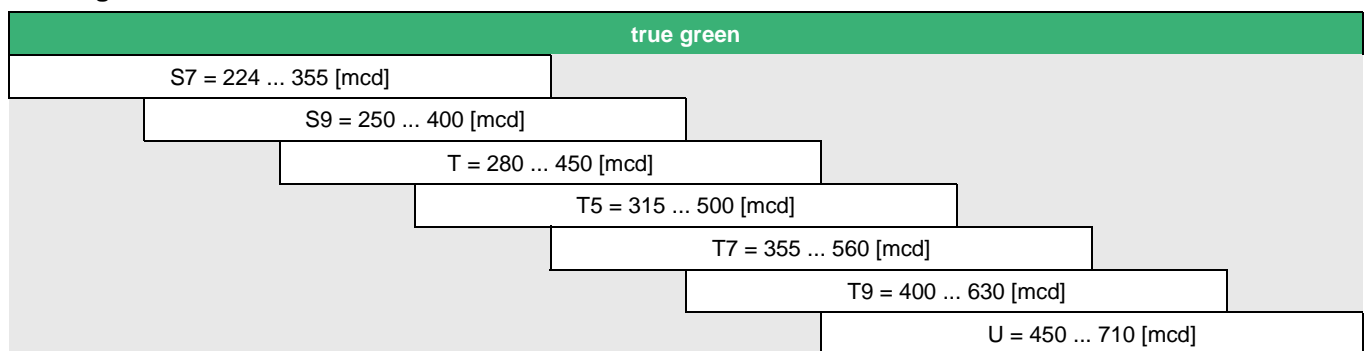 true green
S7 = 224 ... 355 [mcd]
S9 = 250 ... 400 [mcd]
T = 280 ... 450 [mcd]
T5 = 315 ... 500 [mcd]
T7 = 355 ... 560 [mcd]
T9 = 400 ... 630 [mcd]
U = 450 ... 710 [mcd]